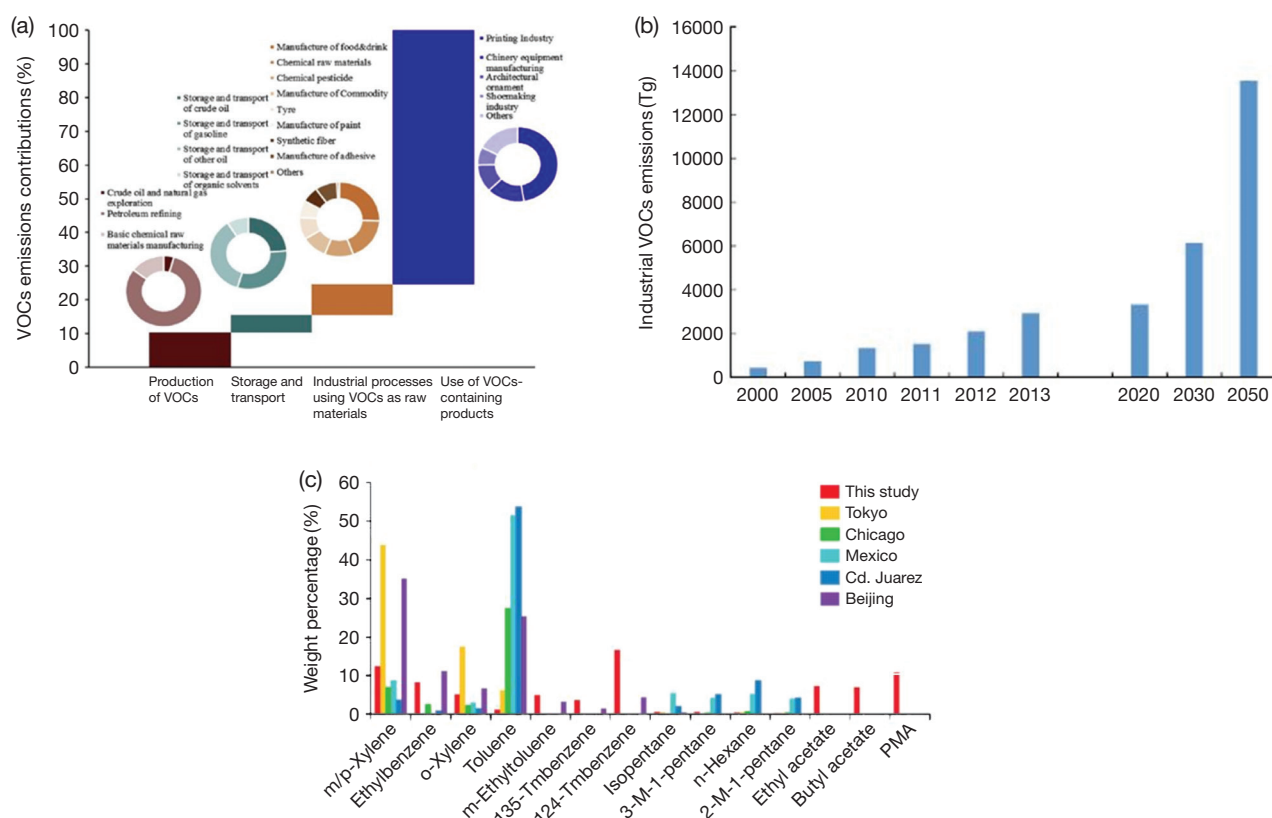 (a)
VOCs emissions contributions (%)
100
90
80
70
60
50
40
30
20
10
0
Crude oil and natural gas
exploration
Petroleum refining
Basic chemical raw
materials manufacturing
Storage and transport
of crude oil
Storage and transport
of gasoline
Storage and transport
of other oil
Storage and transport
of organic solvents
Manufacture of food&drink
Chemical raw materials
Chemical pesticide
Manufacture of Commodity
Tyre
Manufacture of paint
Synthetic fiber
Manufacture of adhesive
Others
Printing Industry
Chinery equipment
manufacturing
Architectural
ornament
Shoemaking
industry
Others
Production
of VOCs
Storage and
transport
Industrial processes
using VOCs as raw
materials
Use of VOCs-
containing
products
(b)
Industrial VOCs emissions (Tg)
16000
14000
12000
10000
8000
6000
4000
2000
0
2000 2005 2010 2011 2012 2013 2020 2030 2050
(c)
Weight percentage (%)
60
50
40
30
20
10
0
This study
Tokyo
Chicago
Mexico
Cd. Juarez
Beijing
m/p-Xylene
Ethylbenzene
o-Xylene
Toluene
m-Ethyltoluene
135-Tmbenzene
124-Tmbenzene
Isopentane
3-M-1-pentane
n-Hexane
2-M-1-pentane
Ethyl acetate
Butyl acetate
PMA